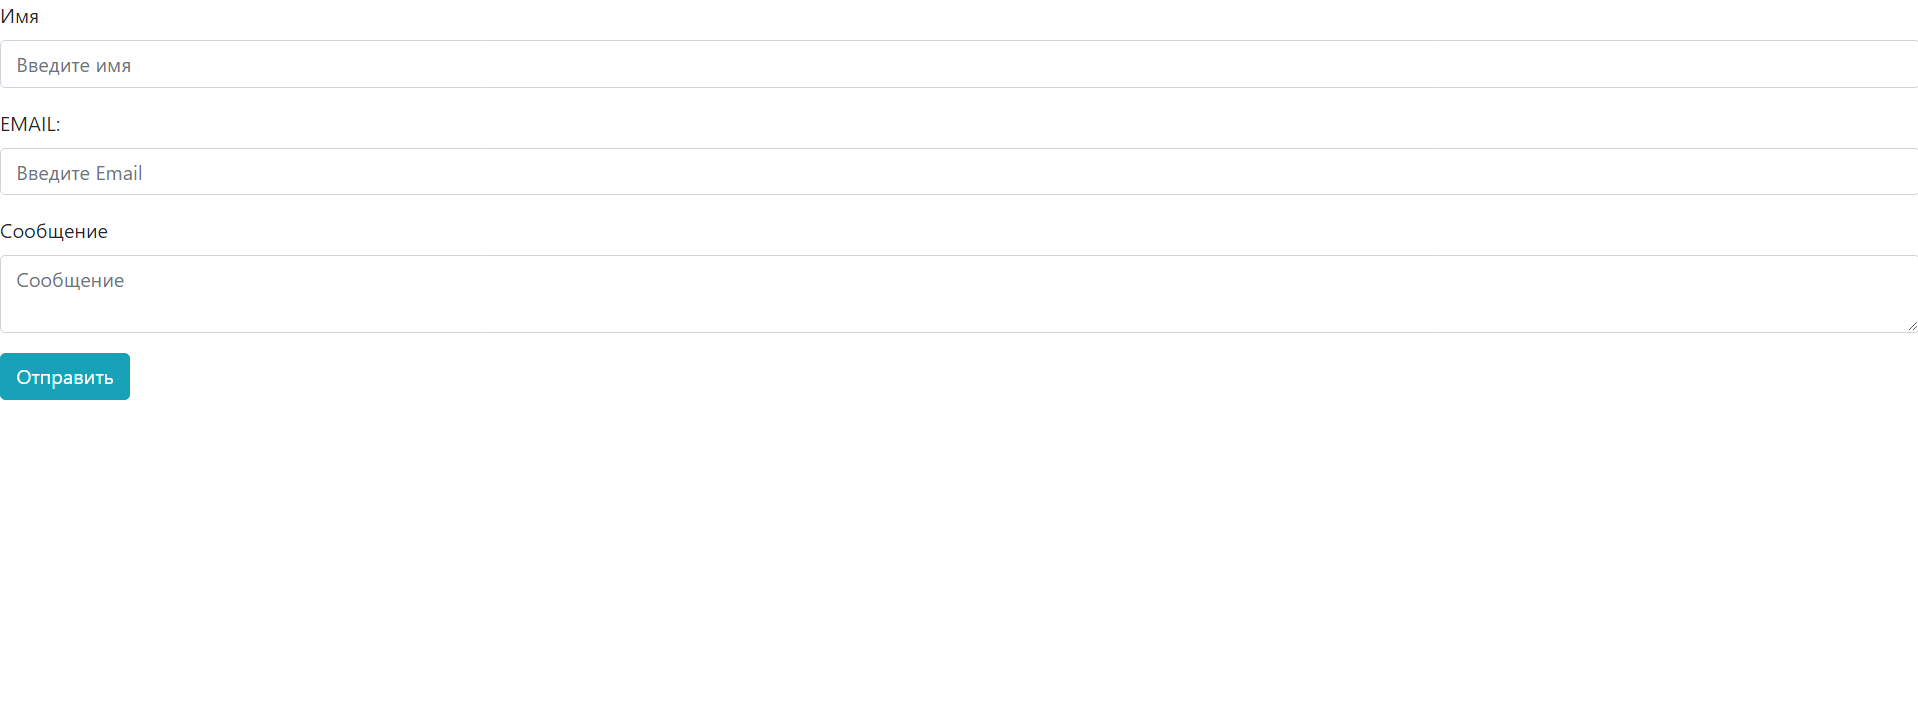 Имя
Введите имя
EMAIL:
Введите Email
Сообщение
Сообщение
Отправить